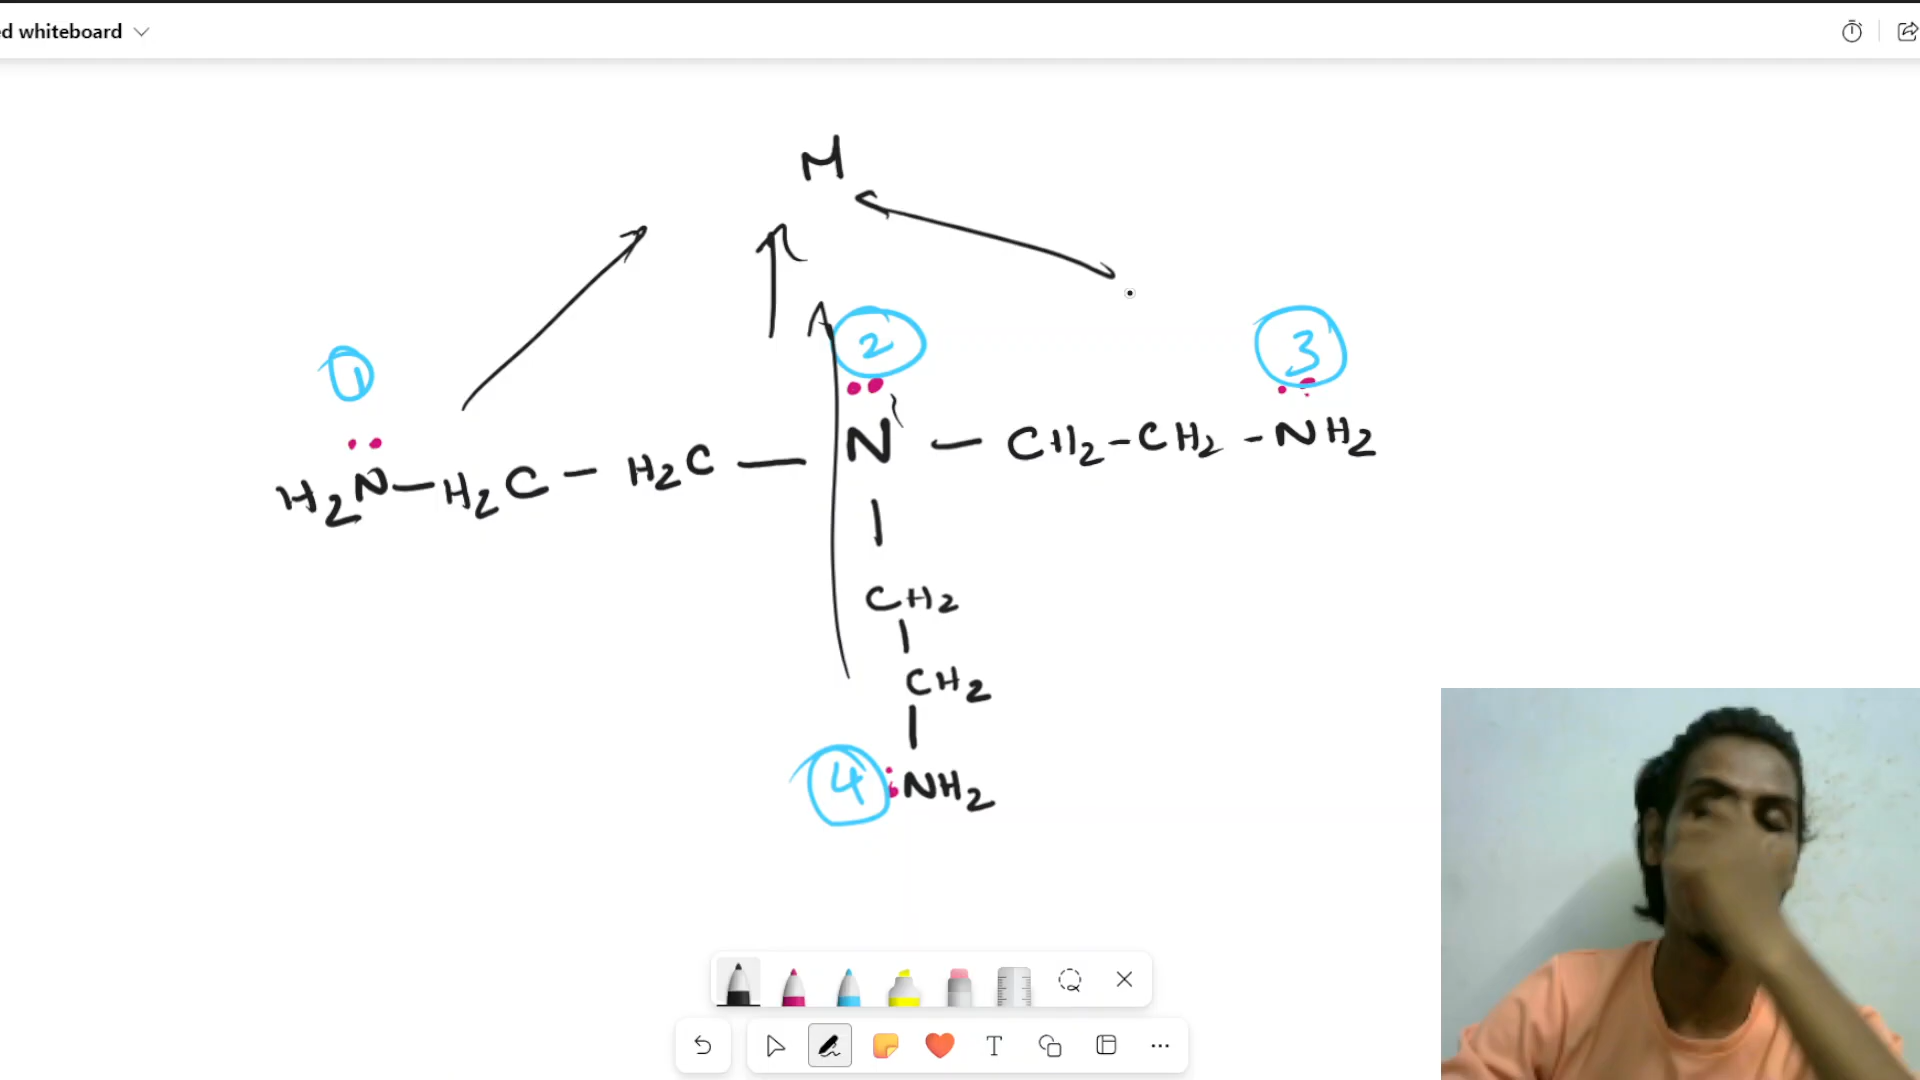 d whiteboard
M
2
3
1
H2N-H2C-H2C-N-CH2-CH2-NH2
CH2
CH2
4 NH2
T